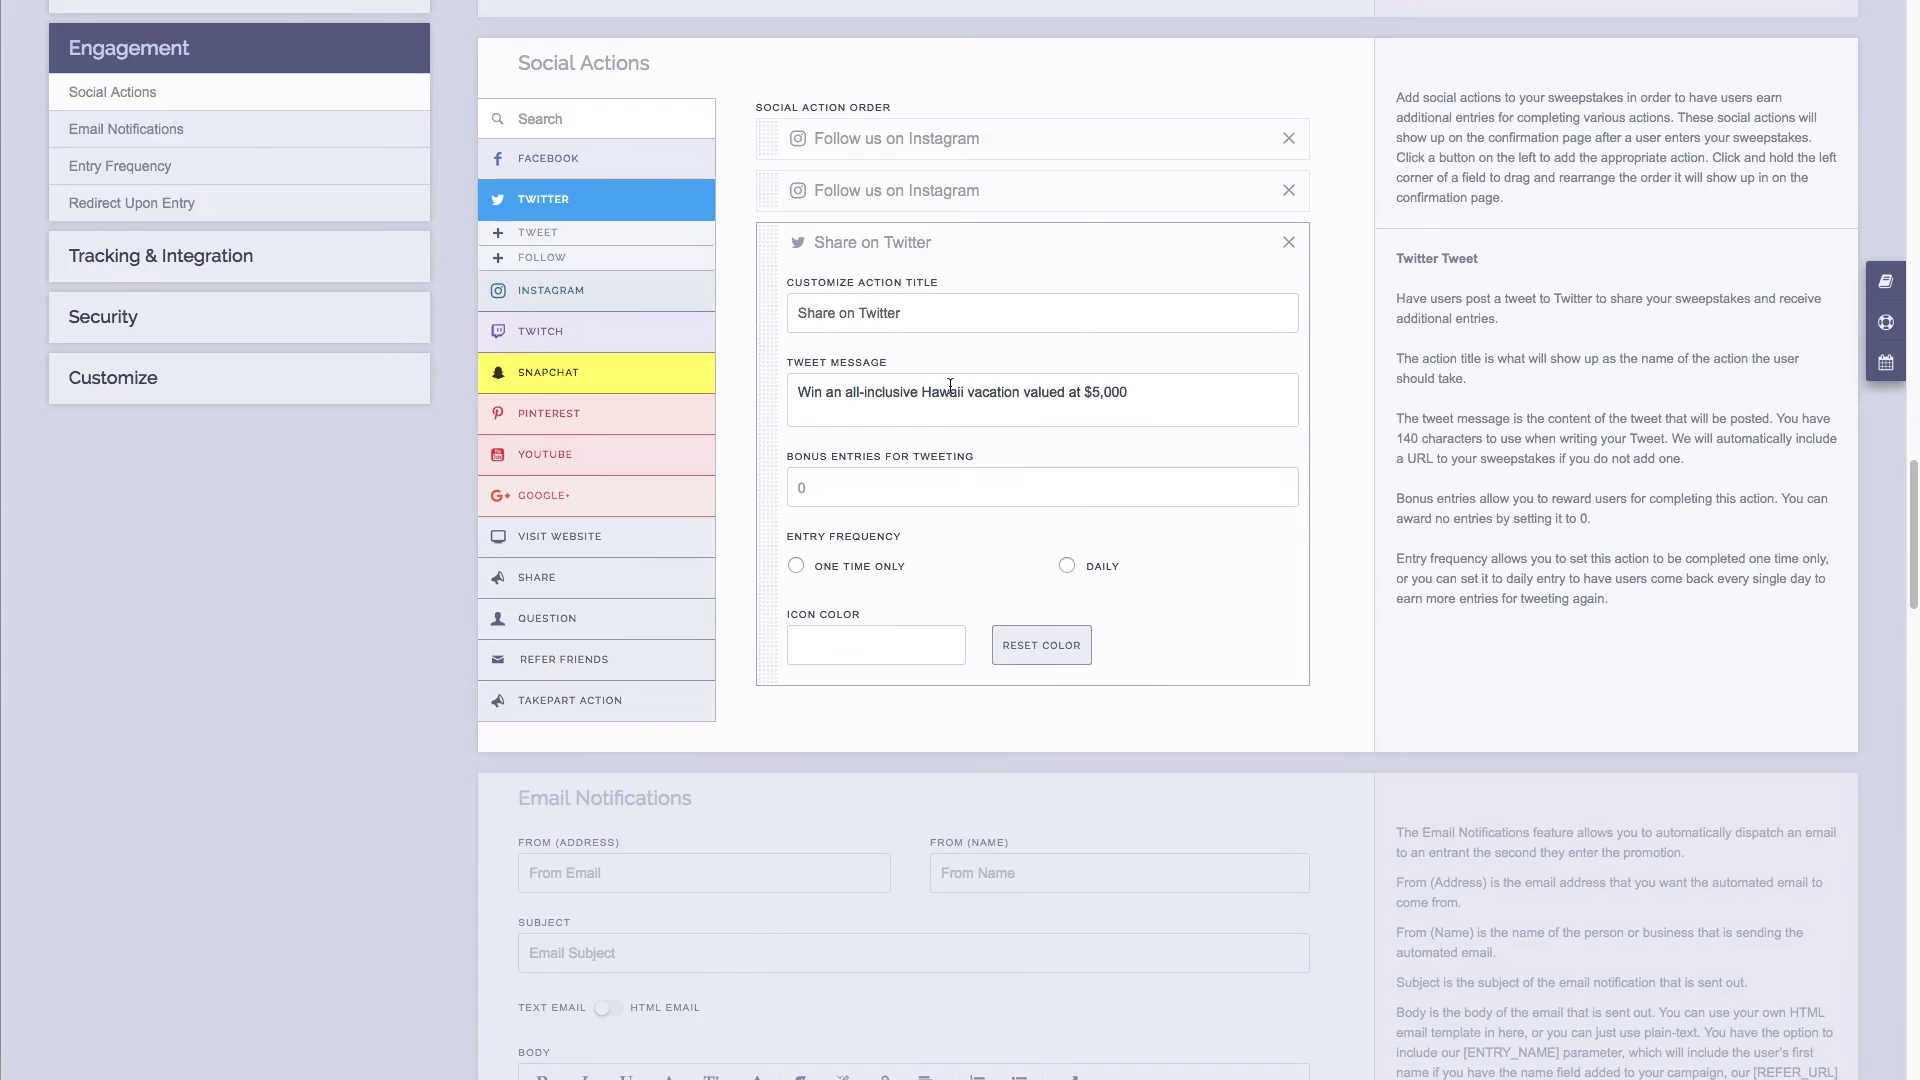 Engagement
Social Actions
Email Notifications
Entry Frequency
Redirect Upon Entry
Tracking & Integration
Security
Customize
Social Actions
Search
FACEBOOK
TWITTER
TWEET
FOLLOW
INSTAGRAM
TWITCH
SNAPCHAT
PINTEREST
YOUTUBE
GOOGLE+
VISIT WEBSITE
SHARE
QUESTION
REFER FRIENDS
TAKEPART ACTION
SOCIAL ACTION ORDER
Follow us on Instagram
Follow us on Instagram
Share on Twitter
CUSTOMIZE ACTION TITLE
Share on Twitter
TWEET MESSAGE
Win an all-inclusive Hawaii vacation valued at $5,000
BONUS ENTRIES FOR TWEETING
0
ENTRY FREQUENCY
ONE TIME ONLY
DAILY
ICON COLOR
RESET COLOR
Add social actions to your sweepstakes in order to have users earn
additional entries for completing various actions. These social actions will
show up on the confirmation page after a user enters your sweepstakes.
Click a button on the left to add the appropriate action. Click and hold the left
corner of a field to drag and rearrange the order it will show up in on the
confirmation page.
Twitter Tweet
Have users post a tweet to Twitter to share your sweepstakes and receive
additional entries.
The action title is what will show up as the name of the action the user
should take.
The tweet message is the content of the tweet that will be posted. You have
140 characters to use when writing your Tweet. We will automatically include
a URL to your sweepstakes if you do not add one.
Bonus entries allow you to reward users for completing this action. You can
award no entries by setting it to 0.
Entry frequency allows you to set this action to be completed one time only,
or you can set it to daily entry to have users come back every single day to
earn more entries for tweeting again.
Email Notifications
FROM (ADDRESS)
From Email
FROM (NAME)
From Name
SUBJECT
Email Subject
TEXT EMAIL
HTML EMAIL
BODY
The Email Notifications feature allows you to automatically dispatch an email
to an entrant the second they enter the promotion.
From (Address) is the email address that you want the automated email to
come from.
From (Name) is the name of the person or business that is sending the
automated email.
Subject is the subject of the email notification that is sent out.
Body is the body of the email that is sent out. You can use your own HTML
email template in here, or you can just use plain-text. You have the option to
include our [ENTRY_NAME] parameter, which will include the user's first
name if you have the name field added to your campaign, our [REFER_URL]